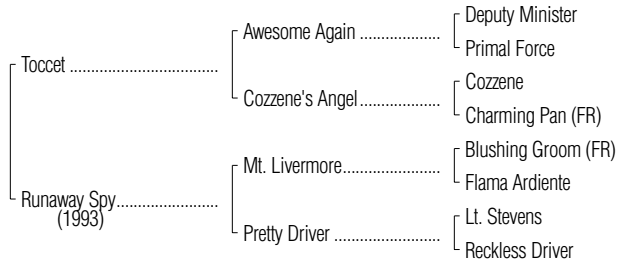 Deputy Minister
Awesome Again ..................
Primal Force
Toccet .................................
Cozzene
Cozzene's Angel..................
Charming Pan (FR)
Blushing Groom (FR)
Mt. Livermore......................
Flama Ardiente
Runaway Spy.......................
(1993)
Lt. Stevens
Pretty Driver ........................
Reckless Driver